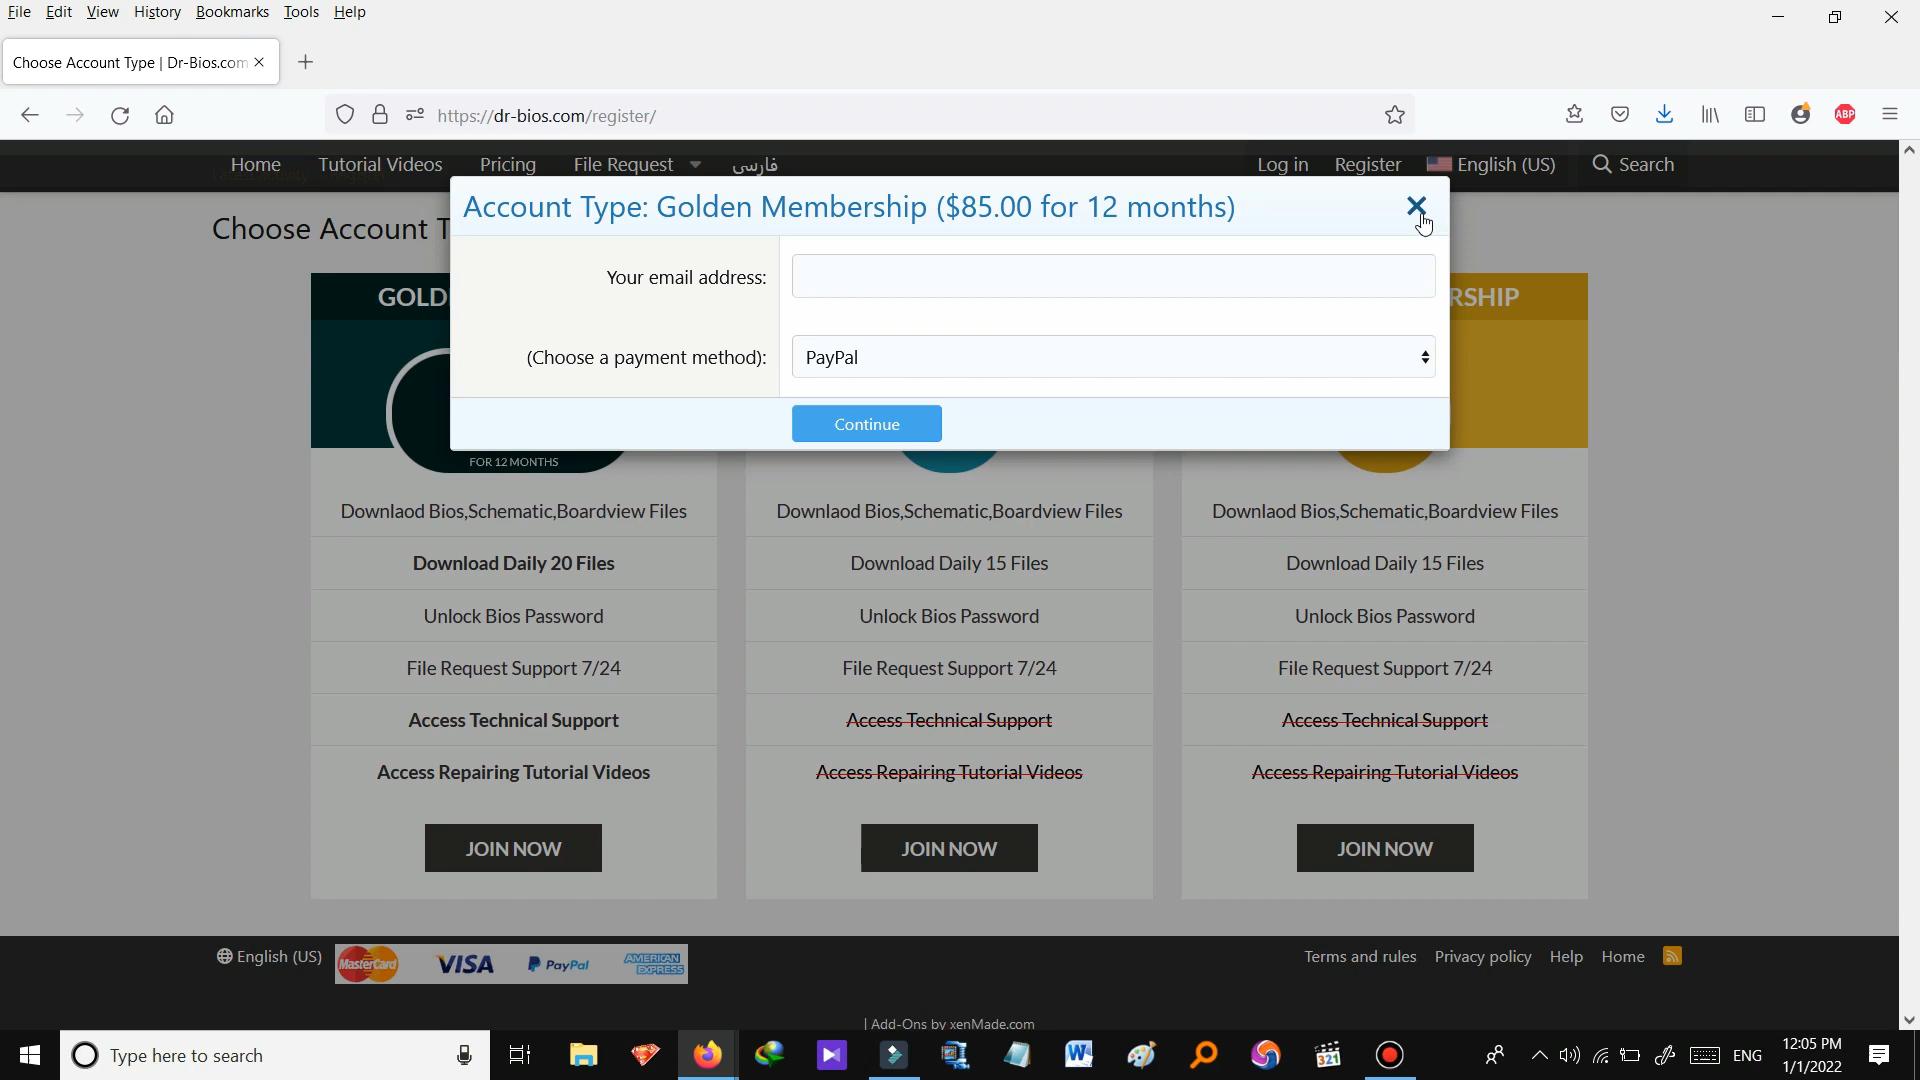 File Edit View History Bookmarks Tools Help
Choose Account Type | Dr-Bios.com
https://dr-bios.com/register/
ABP
Home Tutorial Videos Pricing File Request فارسی Log in Register English (US) Search
Account Type: Golden Membership ($85.00 for 12 months)
Choose Account T
Your email address:
GOLD
RSHIP
(Choose a payment method): PayPal
Continue
FOR 12 MONTHS
Downlaod Bios,Schematic,Boardview Files
Download Daily 20 Files
Unlock Bios Password
File Request Support 7/24
Access Technical Support
Access Repairing Tutorial Videos
JOIN NOW
Downlaod Bios,Schematic,Boardview Files
Download Daily 15 Files
Unlock Bios Password
File Request Support 7/24
Access Technical Support
Access Repairing Tutorial Videos
JOIN NOW
Downlaod Bios,Schematic,Boardview Files
Download Daily 15 Files
Unlock Bios Password
File Request Support 7/24
Access Technical Support
Access Repairing Tutorial Videos
JOIN NOW
English (US) MasterCard VISA PayPal AMERICAN EXPRESS Terms and rules Privacy policy Help Home
| Add-Ons by xenMade.com
Type here to search
321
ENG
12:05 PM
1/1/2022